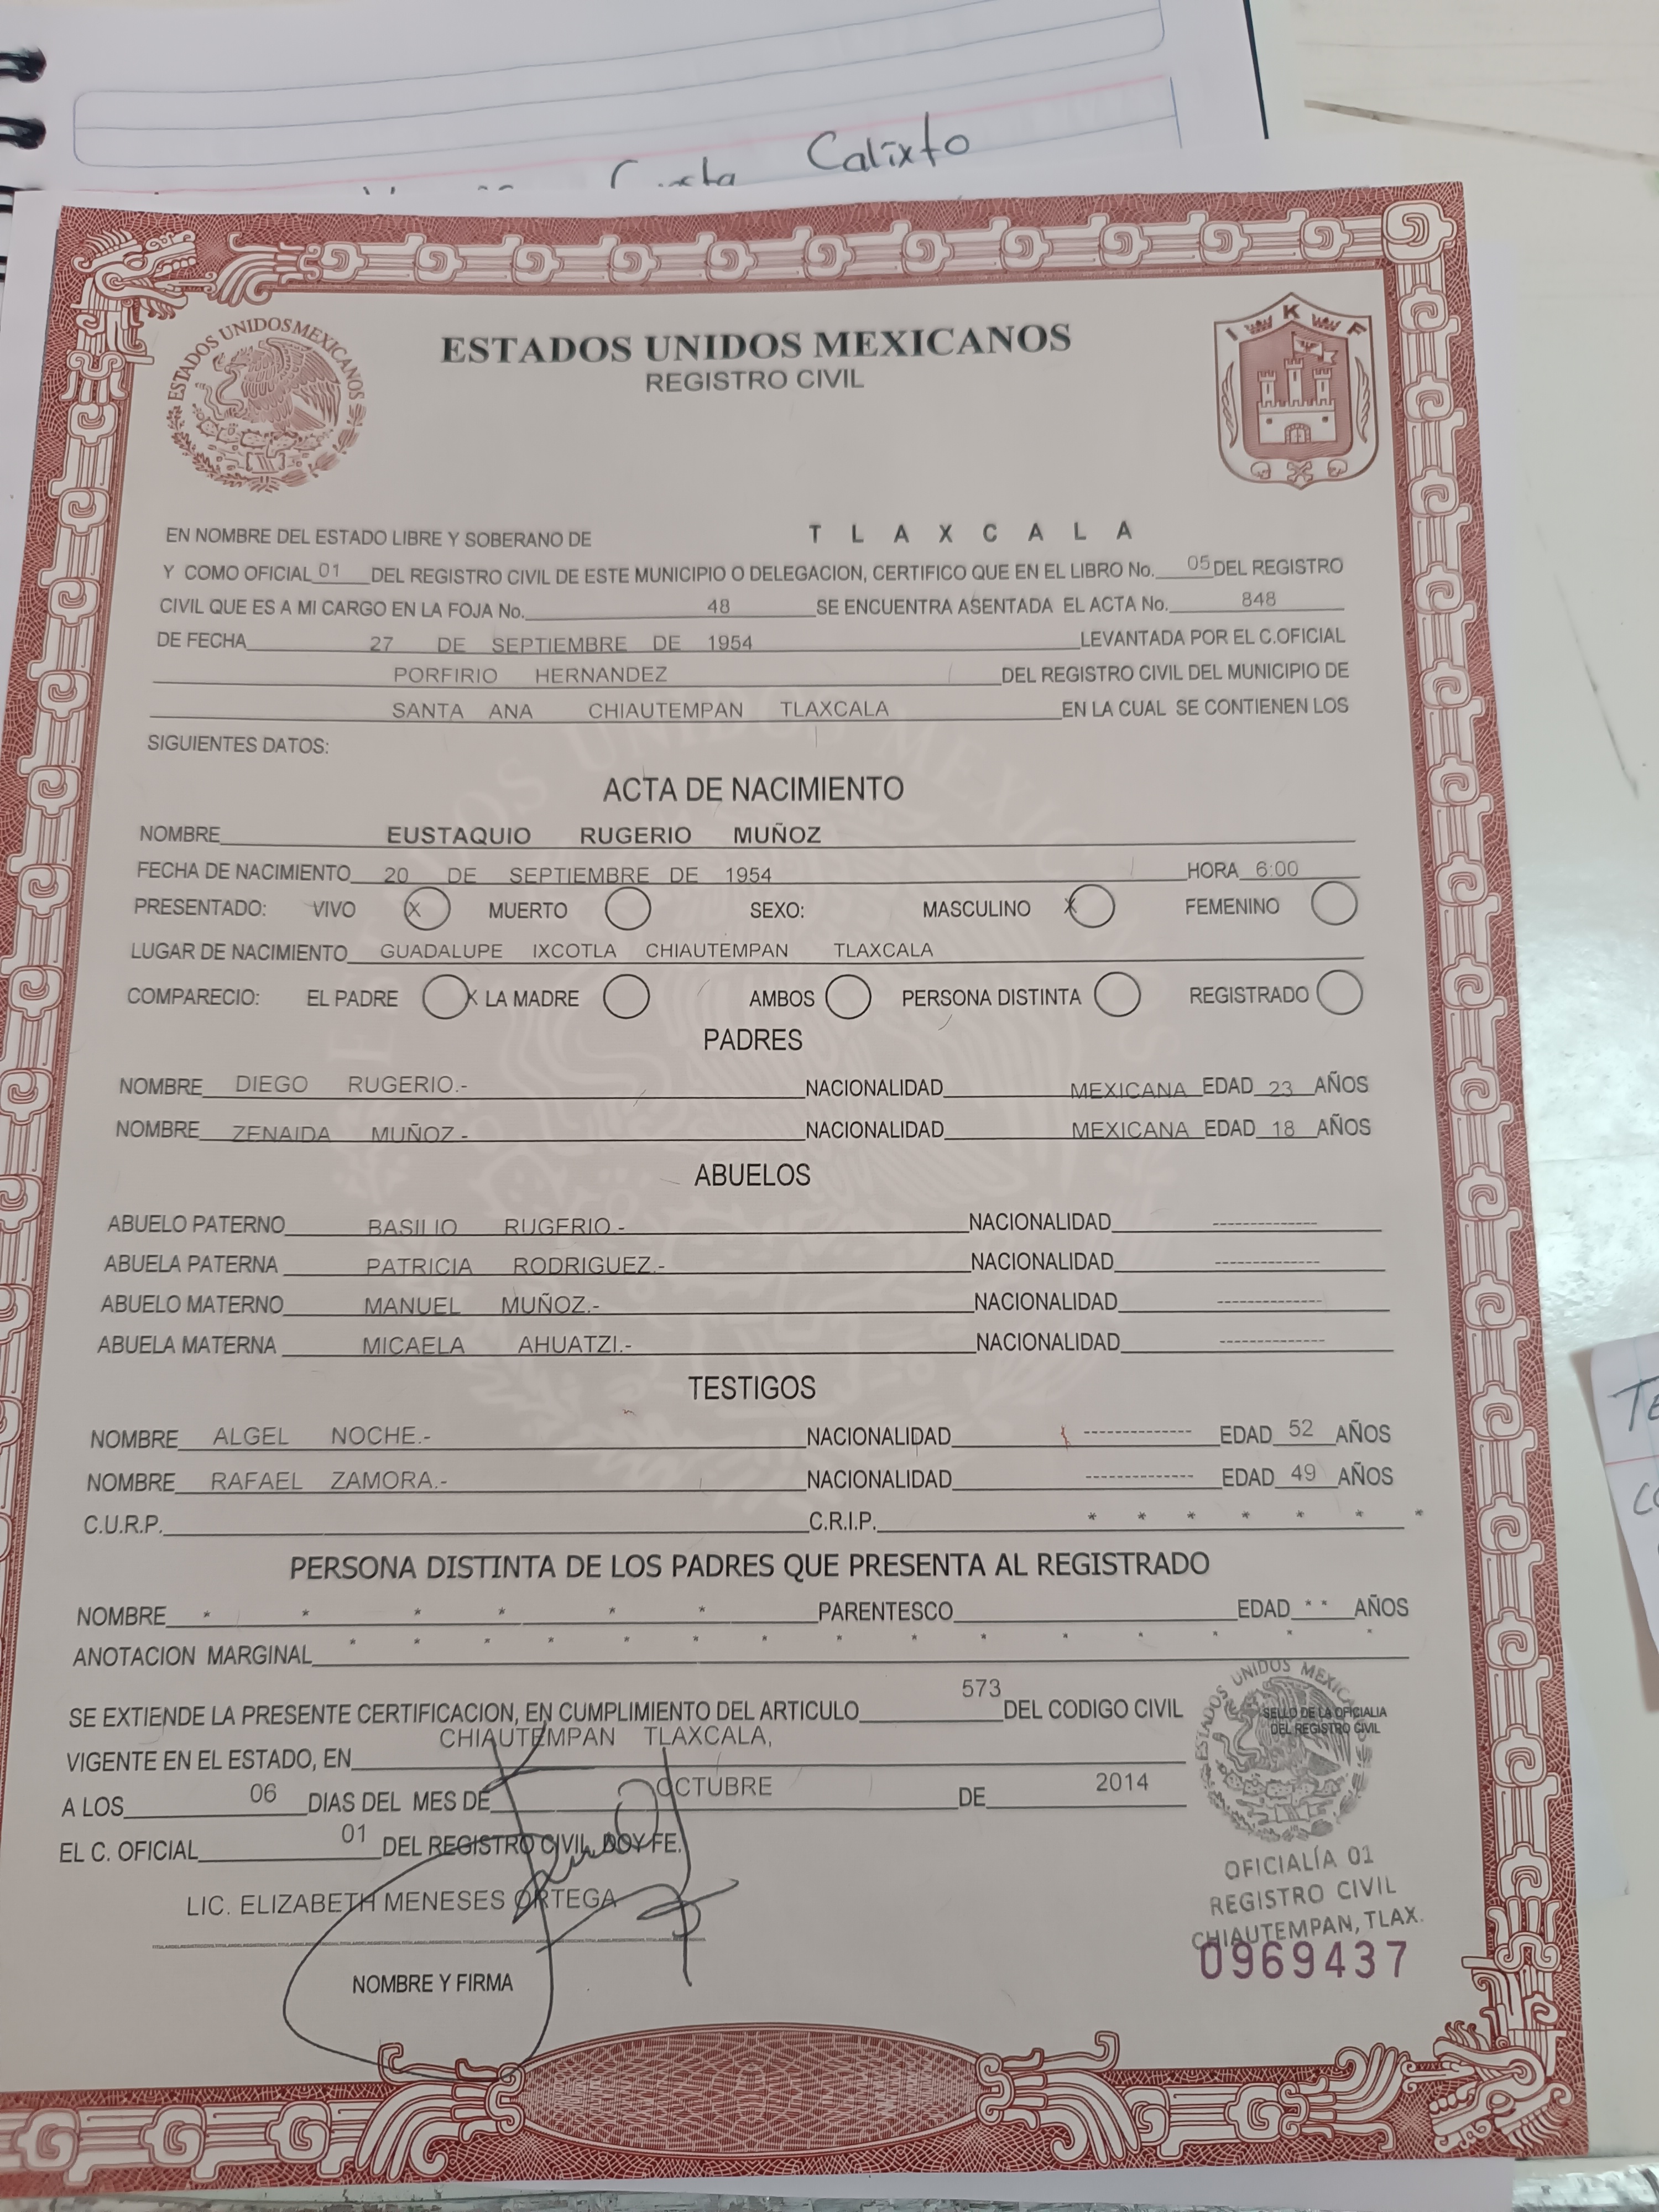 Calixto
ESTADOS UNIDOS MEXICANOS
ESTADOS UNIDOS MEXICANOS
REGISTRO CIVIL
I K F
EN NOMBRE DEL ESTADO LIBRE Y SOBERANO DE T L A X C A L A
Y COMO OFICIAL 01 DEL REGISTRO CIVIL DE ESTE MUNICIPIO O DELEGACION, CERTIFICO QUE EN EL LIBRO No. 05 DEL REGISTRO
CIVIL QUE ES A MI CARGO EN LA FOJA No. 48 SE ENCUENTRA ASENTADA EL ACTA No. 848
DE FECHA 27 DE SEPTIEMBRE DE 1954 LEVANTADA POR EL C.OFICIAL
PORFIRIO HERNANDEZ DEL REGISTRO CIVIL DEL MUNICIPIO DE
SANTA ANA CHIAUTEMPAN TLAXCALA EN LA CUAL SE CONTIENEN LOS
SIGUIENTES DATOS:
ACTA DE NACIMIENTO
NOMBRE EUSTAQUIO RUGERIO MUÑOZ
FECHA DE NACIMIENTO 20 DE SEPTIEMBRE DE 1954 HORA 6:00
PRESENTADO: VIVO X MUERTO SEXO: MASCULINO X FEMENINO
LUGAR DE NACIMIENTO GUADALUPE IXCOTLA CHIAUTEMPAN TLAXCALA
COMPARECIO: EL PADRE X LA MADRE AMBOS PERSONA DISTINTA REGISTRADO
PADRES
NOMBRE DIEGO RUGERIO.- NACIONALIDAD MEXICANA EDAD 23 AÑOS
NOMBRE ZENAIDA MUÑOZ.- NACIONALIDAD MEXICANA EDAD 18 AÑOS
ABUELOS
ABUELO PATERNO BASILIO RUGERIO.- NACIONALIDAD --------------
ABUELA PATERNA PATRICIA RODRIGUEZ.- NACIONALIDAD --------------
ABUELO MATERNO MANUEL MUÑOZ.- NACIONALIDAD --------------
ABUELA MATERNA MICAELA AHUATZI.- NACIONALIDAD --------------
TESTIGOS
NOMBRE ALGEL NOCHE.- NACIONALIDAD -------------- EDAD 52 AÑOS
NOMBRE RAFAEL ZAMORA.- NACIONALIDAD -------------- EDAD 49 AÑOS
C.U.R.P. C.R.I.P. * * * * * * *
PERSONA DISTINTA DE LOS PADRES QUE PRESENTA AL REGISTRADO
NOMBRE * * * * * * PARENTESCO EDAD * * AÑOS
ANOTACION MARGINAL * * * * * * * * * * * * * * *
SE EXTIENDE LA PRESENTE CERTIFICACION, EN CUMPLIMIENTO DEL ARTICULO 573 DEL CODIGO CIVIL
VIGENTE EN EL ESTADO, EN CHIAUTEMPAN TLAXCALA,
A LOS 06 DIAS DEL MES DE OCTUBRE DE 2014
EL C. OFICIAL 01 DEL REGISTRO CIVIL DOY FE.
LIC. ELIZABETH MENESES ORTEGA
NOMBRE Y FIRMA
SELLO DE LA OFICIALIA
DEL REGISTRO CIVIL
OFICIALÍA 01
REGISTRO CIVIL
CHIAUTEMPAN, TLAX.
0969437